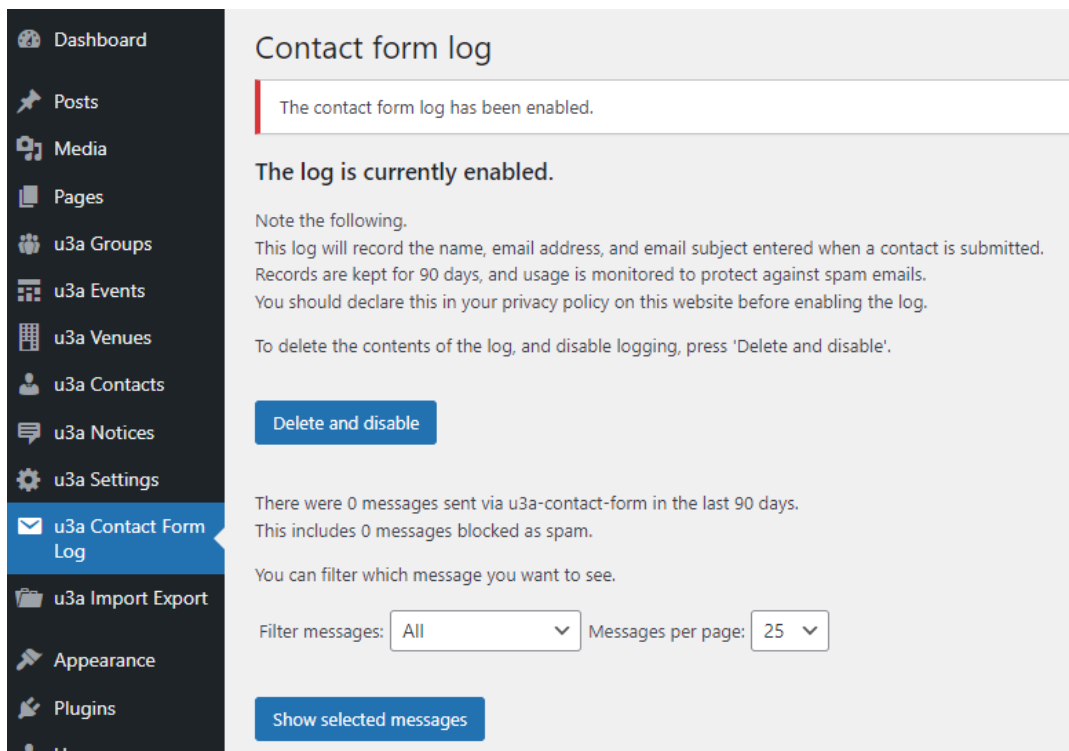 Dashboard
Posts
Media
Pages
u3a Groups
u3a Events
u3a Venues
u3a Contacts
u3a Notices
u3a Settings
u3a Contact Form
Log
u3a Import Export
Appearance
Plugins
Contact form log
The contact form log has been enabled.
The log is currently enabled.
Note the following.
This log will record the name, email address, and email subject entered when a contact is submitted.
Records are kept for 90 days, and usage is monitored to protect against spam emails.
You should declare this in your privacy policy on this website before enabling the log.
To delete the contents of the log, and disable logging, press 'Delete and disable'.
Delete and disable
There were 0 messages sent via u3a-contact-form in the last 90 days.
This includes 0 messages blocked as spam.
You can filter which message you want to see.
Filter messages: All Messages per page: 25
Show selected messages